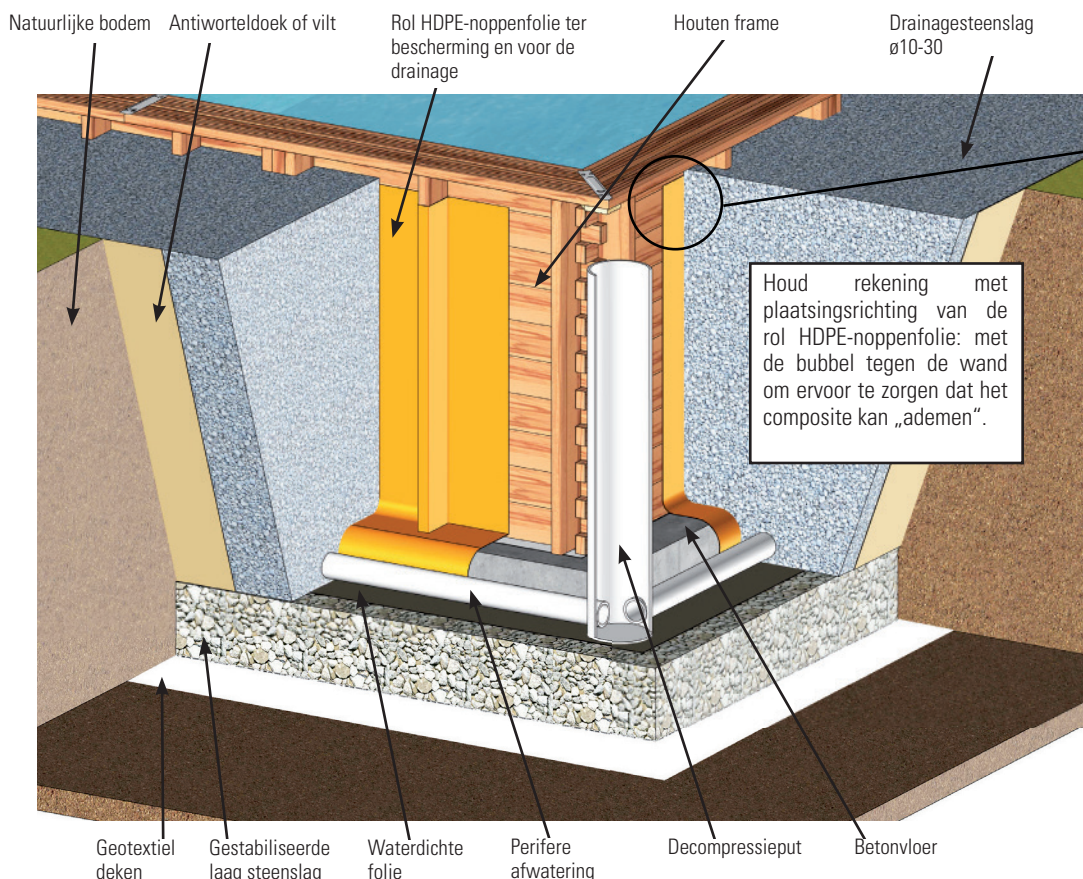 Natuurlijke bodem
Antiworteldoek of vilt
Rol HDPE-noppenfolie ter
bescherming en voor de
drainage
Houten frame
Drainagesteenslag
ø10-30
Houd rekening met
plaatsingsrichting van de
rol HDPE-noppenfolie: met
de bubbel tegen de wand
om ervoor te zorgen dat het
composite kan „ademen“.
Geotextiel
deken
Gestabiliseerde
laag steenslag
Waterdichte
folie
Perifere
afwatering
Decompressieput
Betonvloer